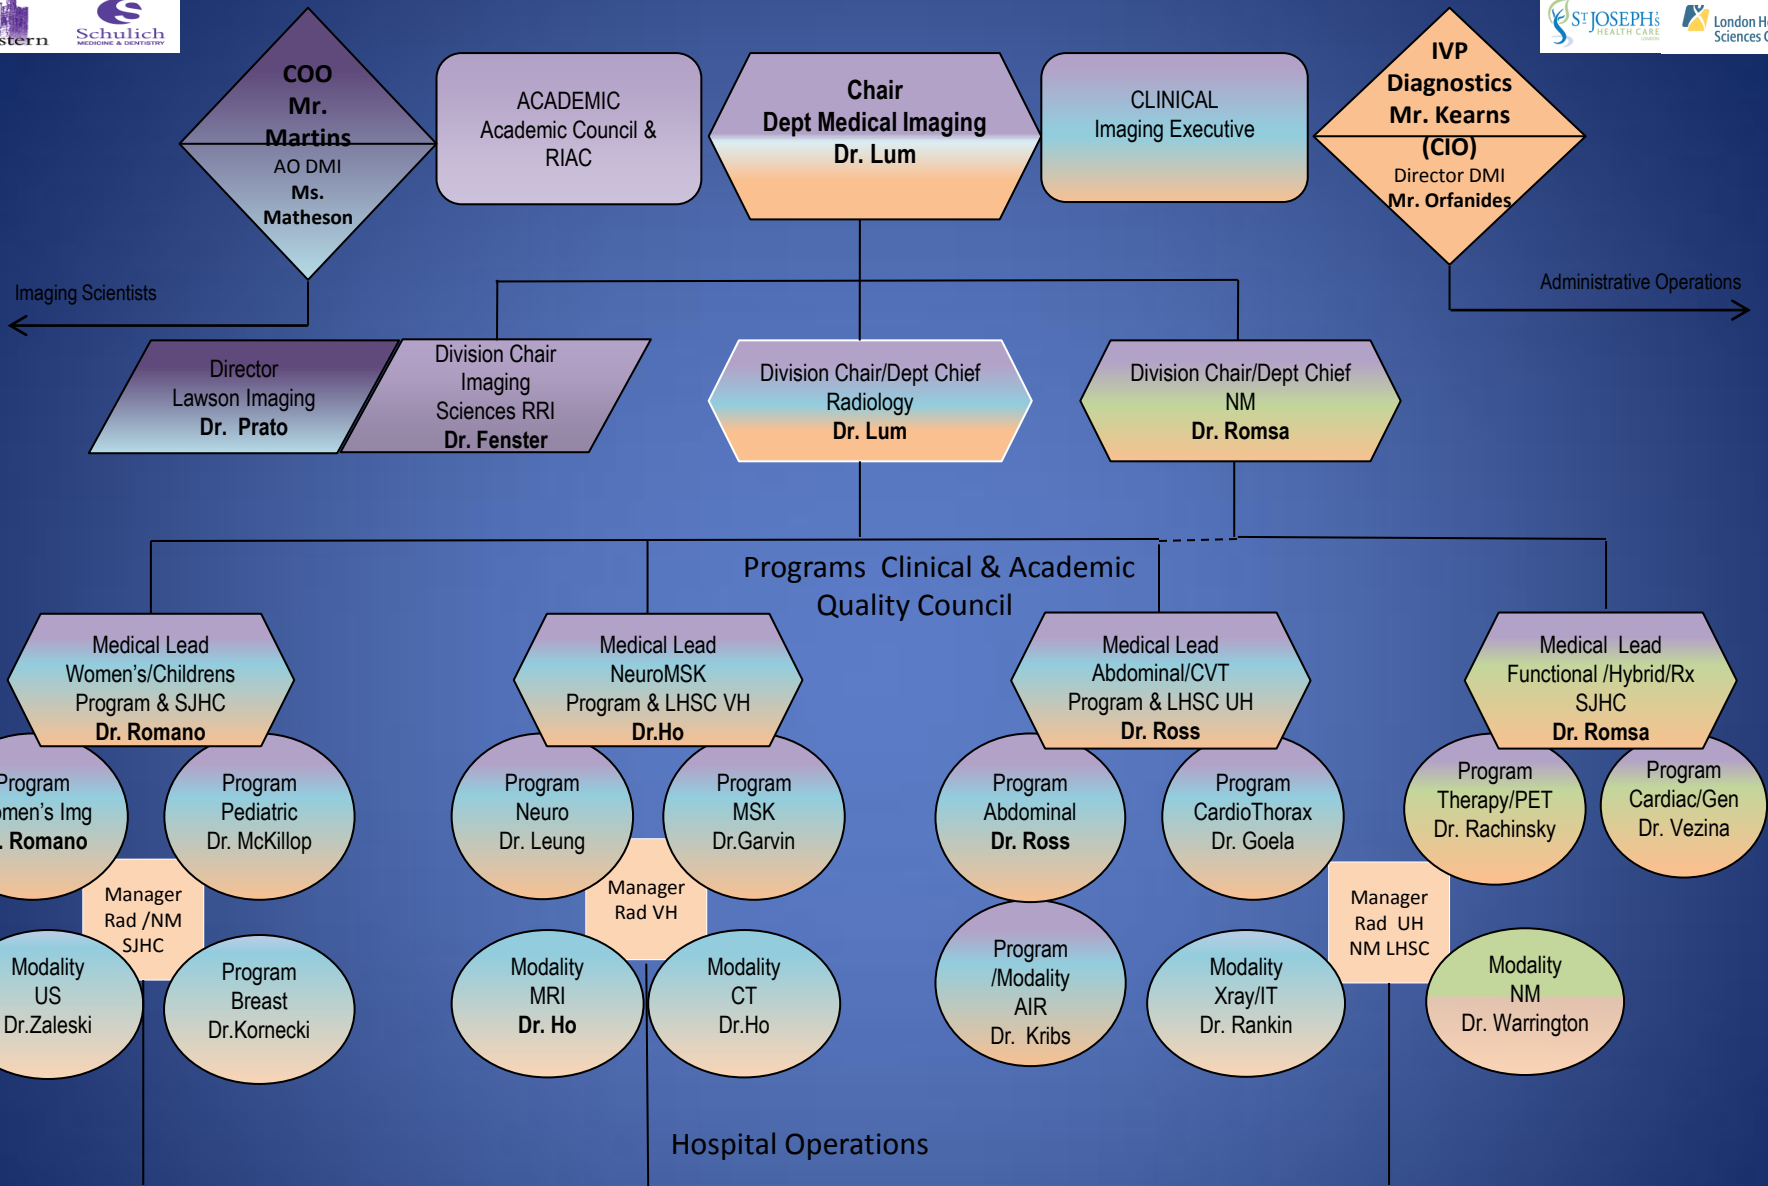 Schulich
MEDICINE & DENTISTRY
ST JOSEPH'S
HEALTH CARE
LONDON
COO
Mr.
Martins
AO DMI
Ms.
Matheson
ACADEMIC
Academic Council &
RIAC
Chair
Dept Medical Imaging
Dr. Lum
CLINICAL
Imaging Executive
IVP
Diagnostics
Mr. Kearns
(CIO)
Director DMI
Mr. Orfanides
Imaging Scientists
Administrative Operations
Director
Lawson Imaging
Dr. Prato
Division Chair
Imaging
Sciences RRI
Dr. Fenster
Division Chair/Dept Chief
Radiology
Dr. Lum
Division Chair/Dept Chief
NM
Dr. Romsa
Programs Clinical & Academic
Quality Council
Medical Lead
Women's/Childrens
Program & SJHC
Dr. Romano
Medical Lead
NeuroMSK
Program & LHSC VH
Dr.Ho
Medical Lead
Abdominal/CVT
Program & LHSC UH
Dr. Ross
Medical Lead
Functional /Hybrid/Rx
SJHC
Dr. Romsa
Program
men's Img
. Romano
Program
Pediatric
Dr. McKillop
Program
Neuro
Dr. Leung
Program
MSK
Dr.Garvin
Program
Abdominal
Dr. Ross
Program
CardioThorax
Dr. Goela
Program
Therapy/PET
Dr. Rachinsky
Program
Cardiac/Gen
Dr. Vezina
Manager
Rad /NM
SJHC
Manager
Rad VH
Manager
Rad UH
NM LHSC
Modality
US
Dr.Zaleski
Program
Breast
Dr.Kornecki
Modality
MRI
Dr. Ho
Modality
CT
Dr.Ho
Program
/Modality
AIR
Dr. Kribs
Modality
Xray/IT
Dr. Rankin
Modality
NM
Dr. Warrington
Hospital Operations